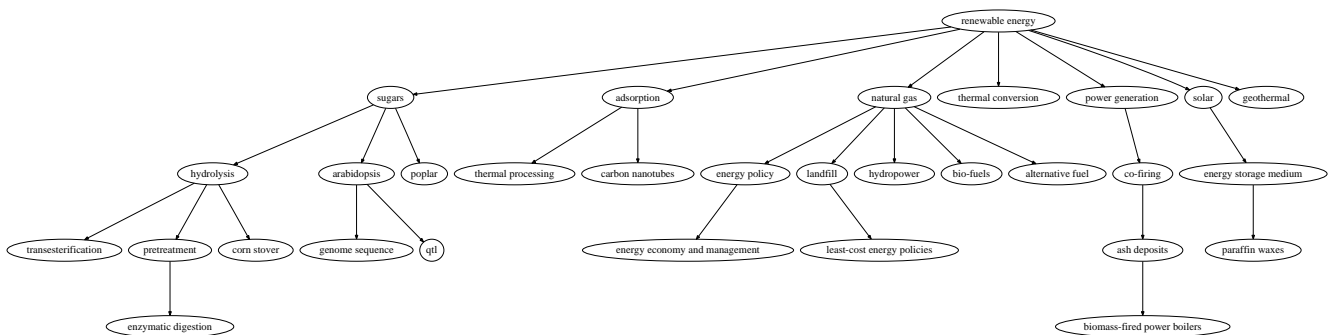 renewable energy
sugars
adsorption
natural gas
thermal conversion
power generation
solar
geothermal
hydrolysis
arabidopsis
poplar
thermal processing
carbon nanotubes
energy policy
landfill
hydropower
bio-fuels
alternative fuel
co-firing
energy storage medium
transesterification
pretreatment
corn stover
genome sequence
qtl
energy economy and management
least-cost energy policies
ash deposits
paraffin waxes
enzymatic digestion
biomass-fired power boilers